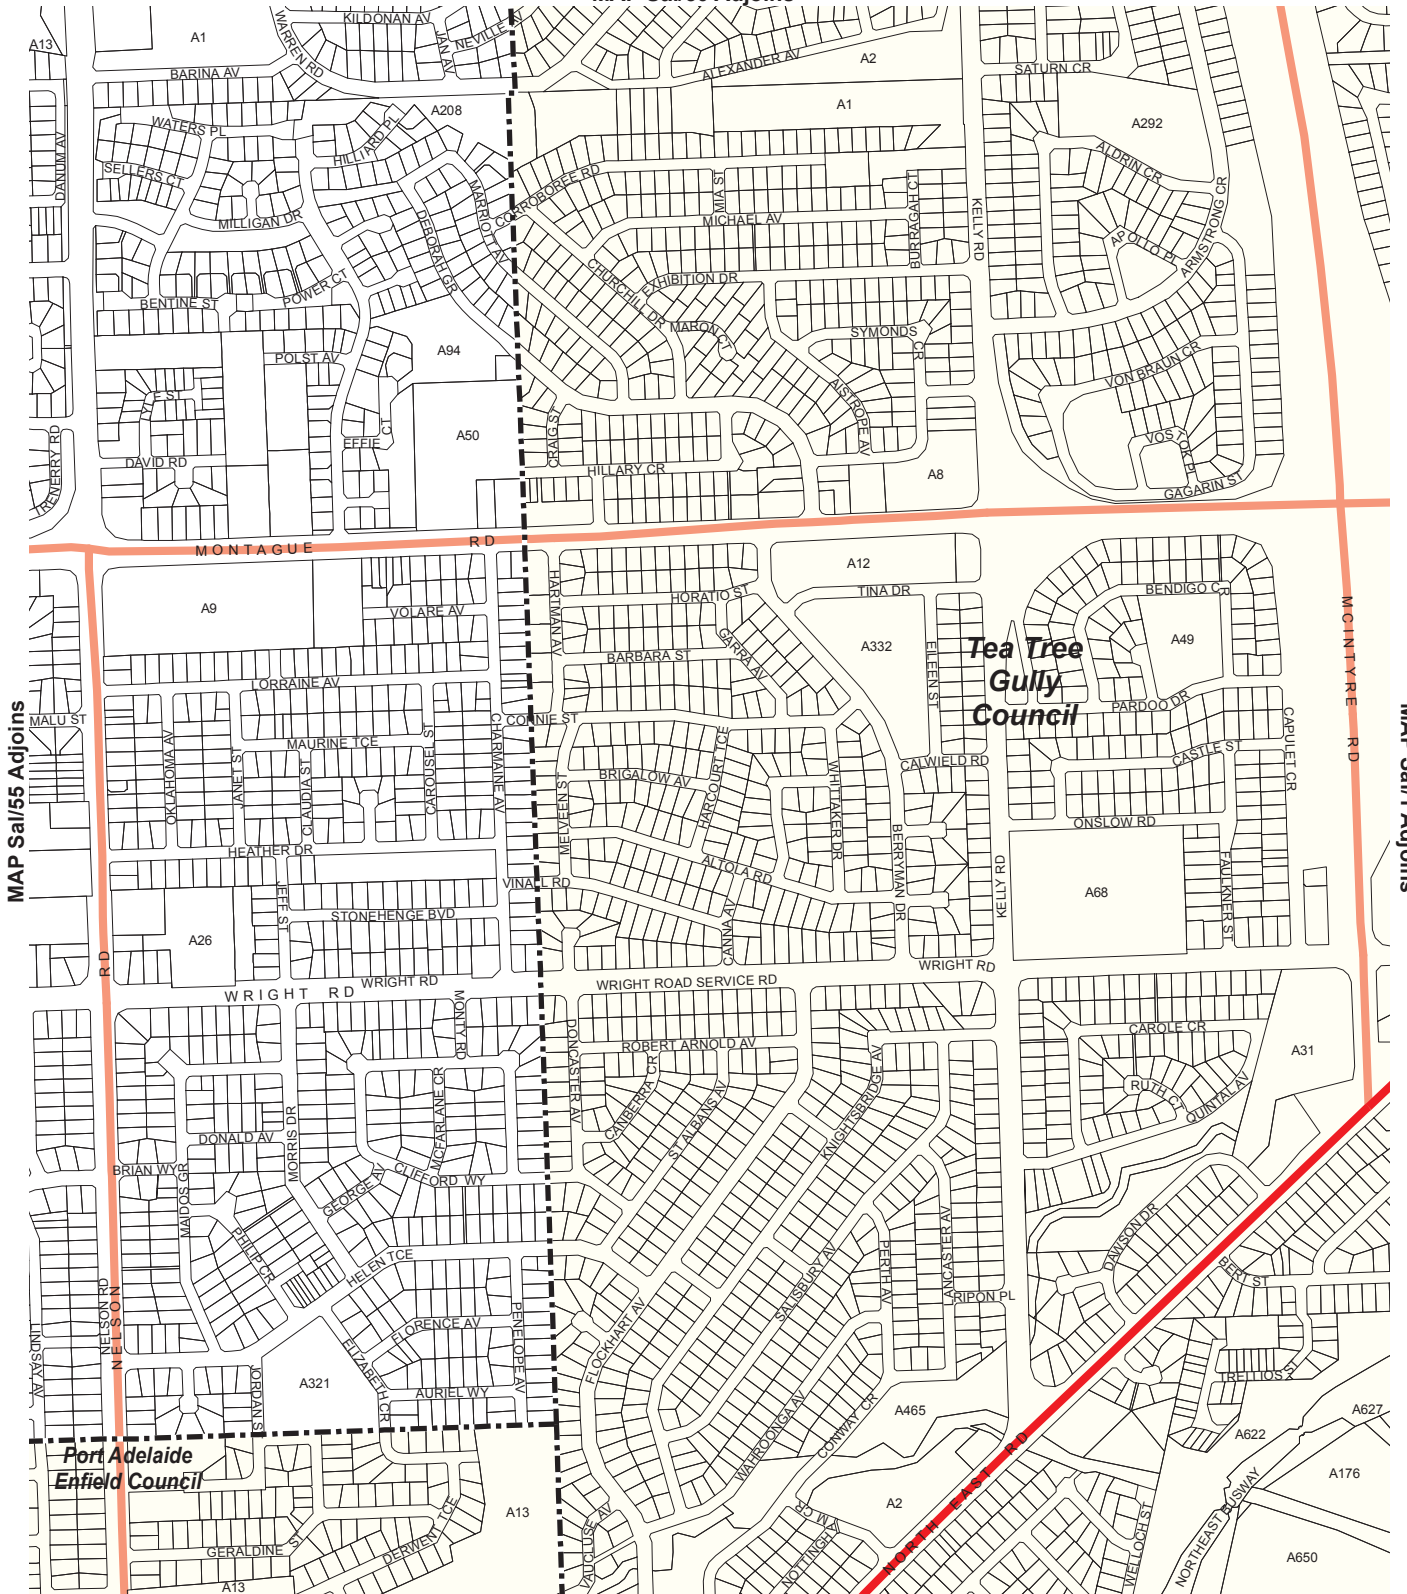 KILDONAN AV
WARREN RD
JAN AV
NEVILLE
A13
A1
BARINA AV
ALEXANDER AV
A2
SATURN CR
A208
A1
A292
WATERS PL
HILLIARD PL
DANUM AV
SELLERS CT
MILLIGAN DR
MARRIOTT AV
DEBORAH GR
CORROBOREE RD
MIA ST
MICHAEL AV
BURRAGAH CT
KELLY RD
ALDRIN CR
ARMSTRONG CR
APOLLO PL
BENTINE ST
POWER CT
CHURCHILL DR
EXHIBITION DR
MARON CT
SYMONDS
CR
POLST AV
A94
VON BRAUN CR
AISTROPE AV
EFFIE
CT
A50
CRAIG ST
TRENERRY RD
DAVID RD
HILLARY CR
A8
VOSTOK PL
GAGARIN ST
MONTAGUE RD
A12
A9
VOLARE AV
HARTMAN AV
HORATIO ST
TINA DR
BENDIGO CR
GARRA AV
A332
EILEEN ST
Tea Tree
Gully
Council
A49
MCINTYRE RD
BARBARA ST
LORRAINE AV
PARDOO DR
MALU ST
CONNIE ST
CHARMAINE AV
CAROUSEL ST
MAURINE TCE
OKLAHOMA AV
JANET ST
CLAUDIA ST
HARCOURT TCE
CASTLE ST
CAPULET CR
CALWIELD RD
WHITTAKER DR
BRIGALOW AV
MELVEEN ST
MAP Sal/55 Adjoins
ONSLOW RD
HEATHER DR
ALTOLA RD
BERRYMAN DR
VINALL RD
KELLY RD
A68
FAULKNER ST
JEFF ST
STONEHENGE BVD
A26
CANNA AV
WRIGHT RD
RD
WRIGHT RD
WRIGHT ROAD SERVICE RD
WRIGHT RD
MONTY RD
DONCASTER AV
ROBERT ARNOLD AV
CAROLE CR
A31
CANBERRA CR
ST ALBANS AV
KNIGHTSBRIDGE AV
RUTH CT
QUINTAL AV
MCFARLANE CR
MORRIS DR
DONALD AV
BRIAN WY
MAIDOS GR
GEORGE AV
CLIFFORD WY
PHILIP CR
HELEN TCE
DAWSON DR
LANCASTER AV
PERTH AV
SALISBURY AV
BERT ST
RIPON PL
NELSON RD
NELSON
FLORENCE AV
PENELOPE AV
FLOCKHART AV
LINDSAY AV
ELIZABETH CR
A321
JORDAN S
AURIEL WY
WAHROONGA AV
CONWAY CR
A465
A627
A622
A176
Port Adelaide
Enfield Council
NORTH EAST RD
A2
A13
VAUCLUSE AV
DERWENT TCE
GERALDINE ST
A13
WELLOCH ST
NORTHEAST BUSWAY
A650